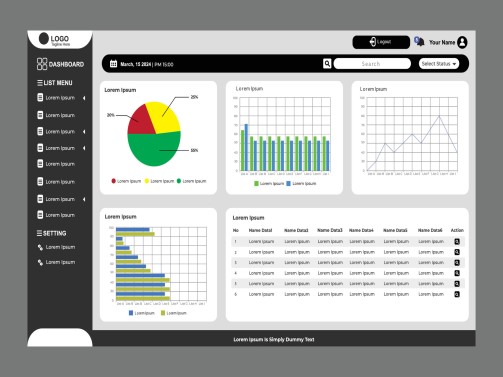 LOGO
Tagline Here
DASHBOARD
LIST MENU
Lorem Ipsum
Lorem Ipsum
Lorem Ipsum
Lorem Ipsum
Lorem Ipsum
Lorem Ipsum
Lorem Ipsum
Lorem Ipsum
SETTING
Lorem Ipsum
Lorem Ipsum
Logout
Your Name
March, 15 2024 | PM 15:00
Search
Select Status
Lorem Ipsum
25%
20%
55%
Lorem Ipsum Lorem Ipsum Lorem Ipsum
Lorem Ipsum
Lorem Ipsum Lorem Ipsum
Lorem Ipsum
Lorem Ipsum
Lorem Ipsum Lorem Ipsum
Lorem Ipsum
No Name Data1 Name Data2 Name Data3 Name Data4 Name Data5 Name Data6 Action
1 Lorem Ipsum Lorem Ipsum Lorem Ipsum Lorem Ipsum Lorem Ipsum Lorem Ipsum
2 Lorem Ipsum Lorem Ipsum Lorem Ipsum Lorem Ipsum Lorem Ipsum Lorem Ipsum
3 Lorem Ipsum Lorem Ipsum Lorem Ipsum Lorem Ipsum Lorem Ipsum Lorem Ipsum
4 Lorem Ipsum Lorem Ipsum Lorem Ipsum Lorem Ipsum Lorem Ipsum Lorem Ipsum
5 Lorem Ipsum Lorem Ipsum Lorem Ipsum Lorem Ipsum Lorem Ipsum Lorem Ipsum
6 Lorem Ipsum Lorem Ipsum Lorem Ipsum Lorem Ipsum Lorem Ipsum Lorem Ipsum
Lorem Ipsum Is Simply Dummy Text